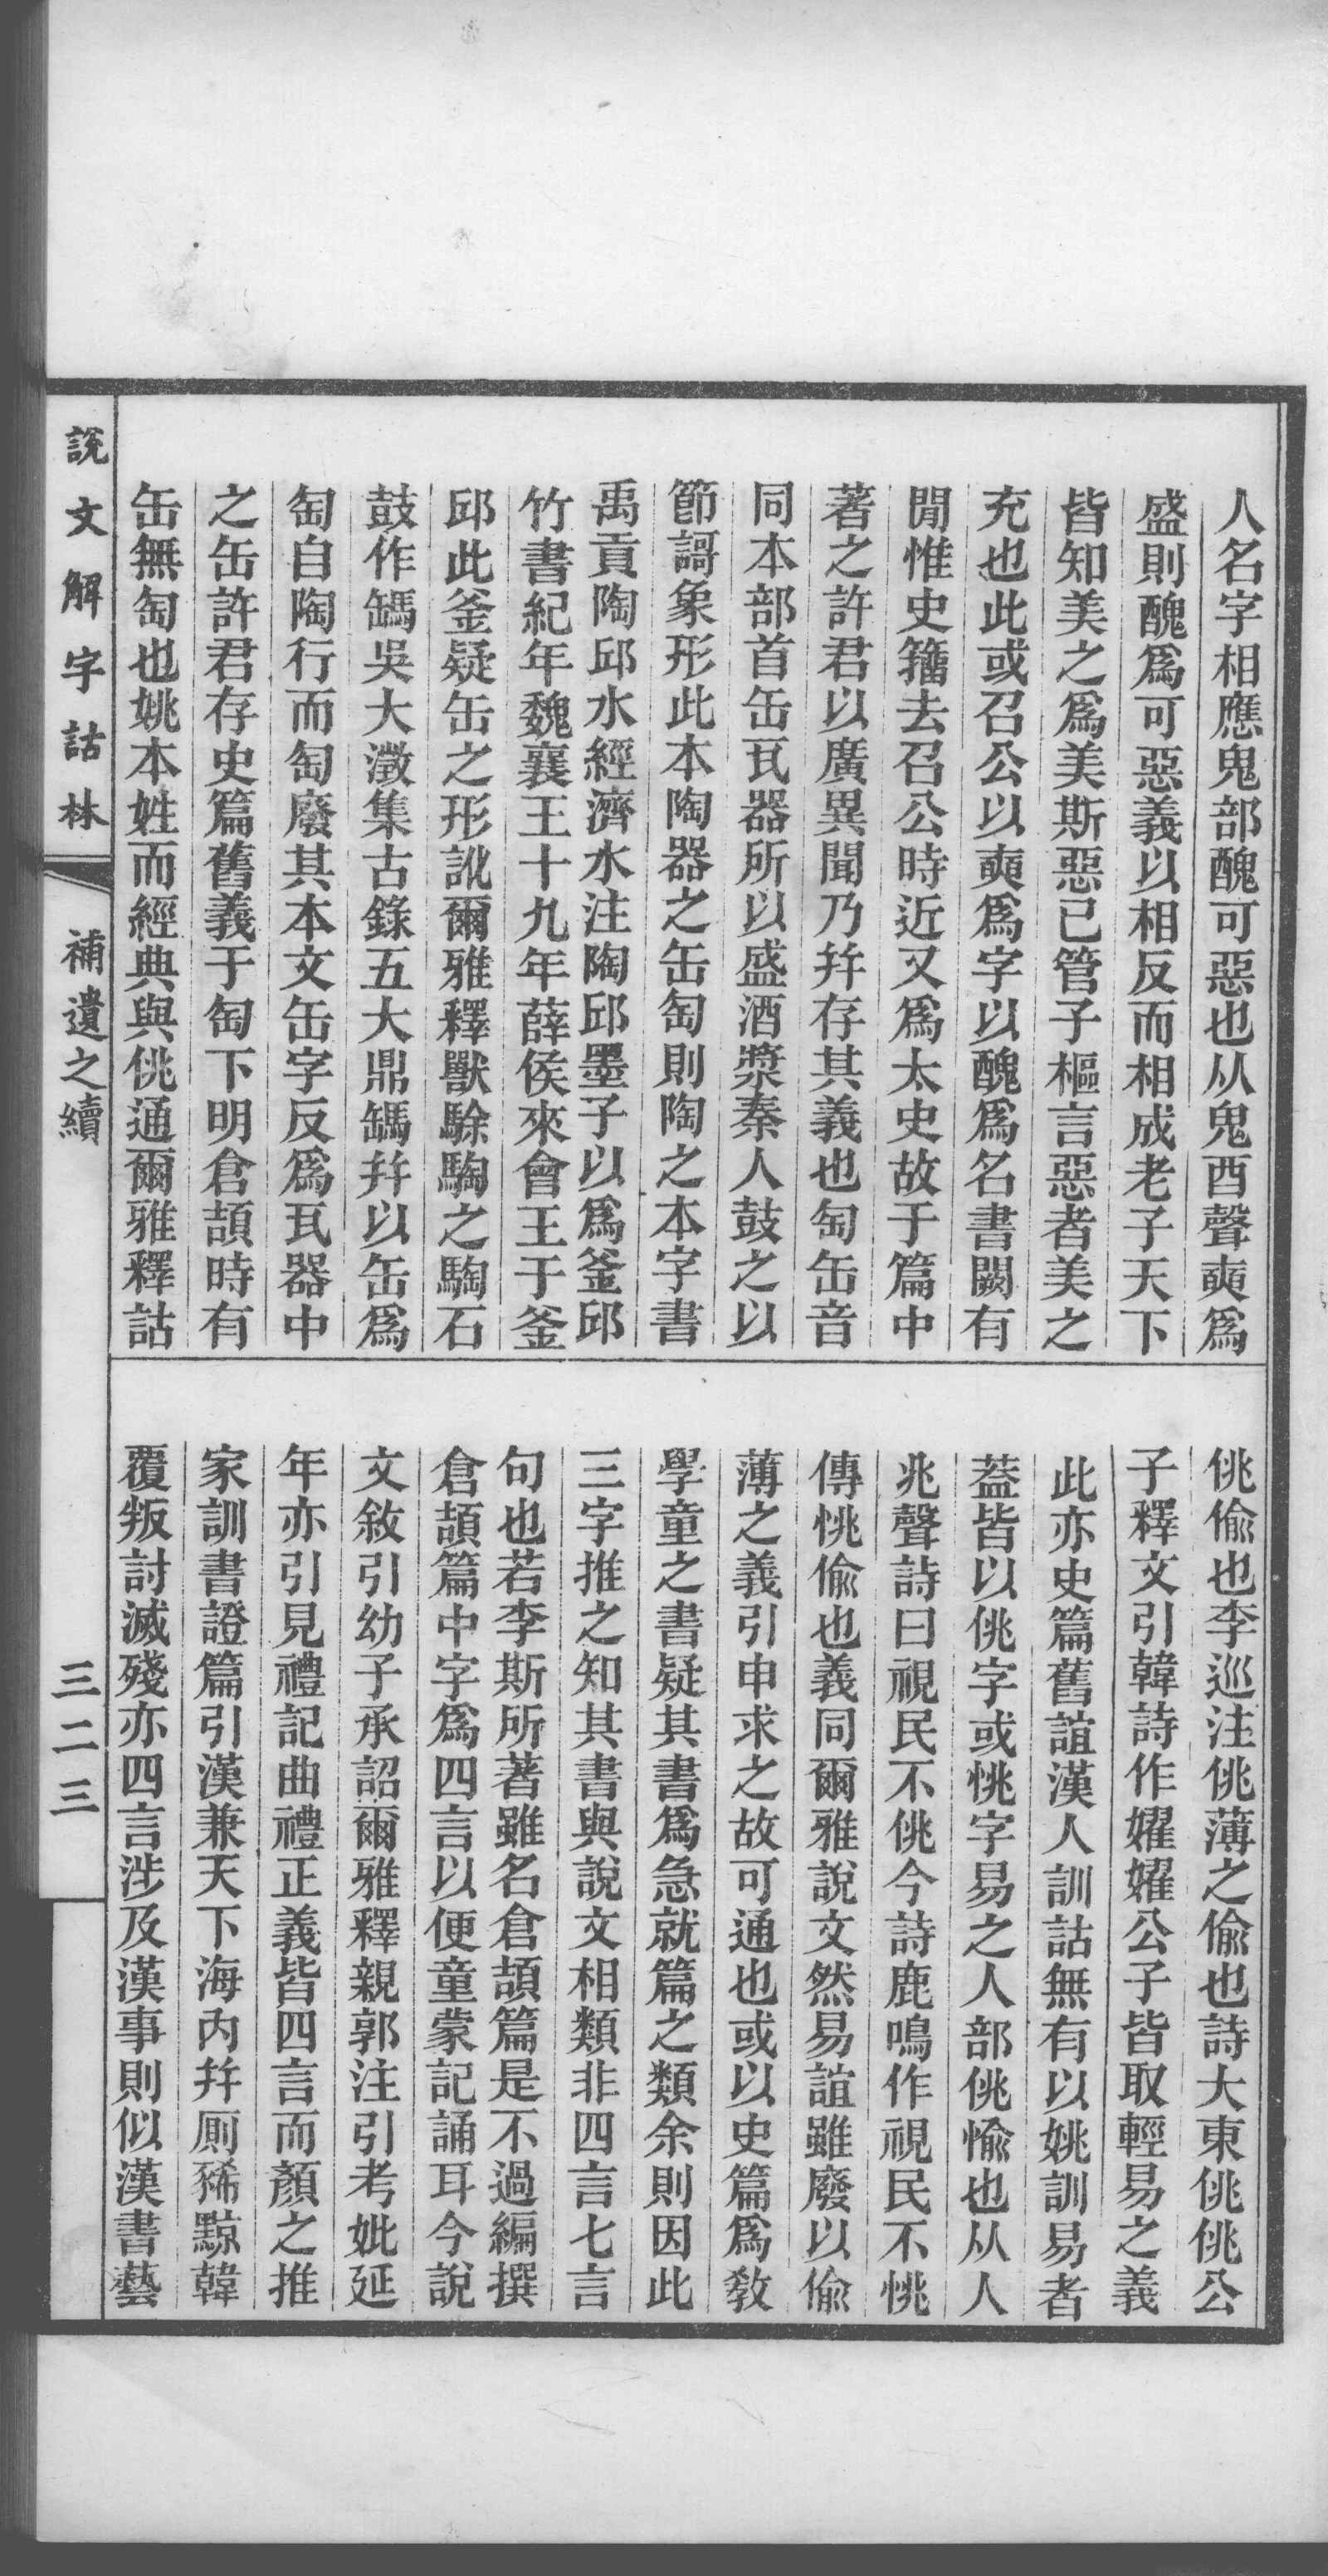 人名字相應鬼部醜可惡也从鬼酉聲奭爲
盛則醜爲可惡義以相反而相成老子天下
皆知美之爲美斯惡已管子樞言惡者美之
充也此或召公以奭爲字以醜爲名書闕有
閒惟史籒去召公時近又爲太史故于篇中
著之許君以廣異聞乃幷存其義也匋缶音
同本部首缶瓦器所以盛酒漿秦人鼓之以
節謌象形此本陶器之缶匋則陶之本字書
禹貢陶邱水經濟水注陶邱墨子以爲釜邱
竹書紀年魏襄王十九年薛侯來會王于釜
邱此釜疑缶之形訛爾雅釋獸駼騊之騊石
鼓作䮩吳大澂集古錄五大鼎䮩幷以缶爲
匋自陶行而匋廢其本文缶字反爲瓦器中
之缶許君存史篇舊義于匋下明倉頡時有
缶無匋也姚本姓而經典與佻通爾雅釋詁
佻偸也李巡注佻薄之偸也詩大東佻佻公
子釋文引韓詩作嬥嬥公子皆取輕易之義
此亦史篇舊誼漢人訓詁無有以姚訓易者
葢皆以佻字或恌字易之人部佻愉也从人
兆聲詩曰視民不佻今詩鹿鳴作視民不恌
傳恌偸也義同爾雅說文然易誼雖廢以偸
薄之義引申求之故可通也或以史篇爲敎
學童之書疑其書爲急就篇之類余則因此
三字推之知其書與說文相類非四言七言
句也若李斯所著雖名倉頡篇是不過編撰
倉頡篇中字爲四言以便童蒙記誦耳今說
文敘引幼子承詔爾雅釋親郭注引考妣延
年亦引見禮記曲禮正義皆四言而顏之推
家訓書證篇引漢兼天下海內幷厠豨黥韓
覆叛討滅殘亦四言涉及漢事則似漢書藝
說文解字詁林
補遺之續
三二三